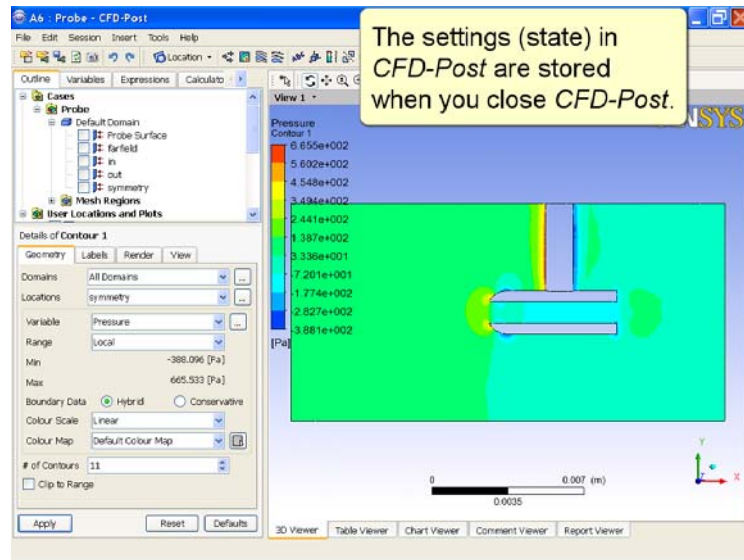 A6 : Probe - CFD-Post
File Edit Session Insert Tools Help
Location
The settings (state) in
CFD-Post are stored
when you close CFD-Post.
Outline Variables Expressions Calculato
Cases
Probe
Default Domain
Probe Surface
farfield
in
out
symmetry
Mesh Regions
User Locations and Plots
Details of Contour 1
Geometry Labels Render View
Domains All Domains
Locations symmetry
Variable Pressure
Range Local
Min -388.096 [Pa]
Max 665.533 [Pa]
Boundary Data Hybrid Conservative
Colour Scale Linear
Colour Map Default Colour Map
# of Contours 11
Clip to Range
Apply Reset Defaults
View 1
Pressure
Contour 1
6.655e+002
5.602e+002
4.548e+002
3.494e+002
2.441e+002
1.387e+002
3.336e+001
-7.201e+001
-1.774e+002
-2.827e+002
-3.881e+002
[Pa]
NSYS
Y
X
Z
0 0.007 (m)
0.0035
3D Viewer Table Viewer Chart Viewer Comment Viewer Report Viewer